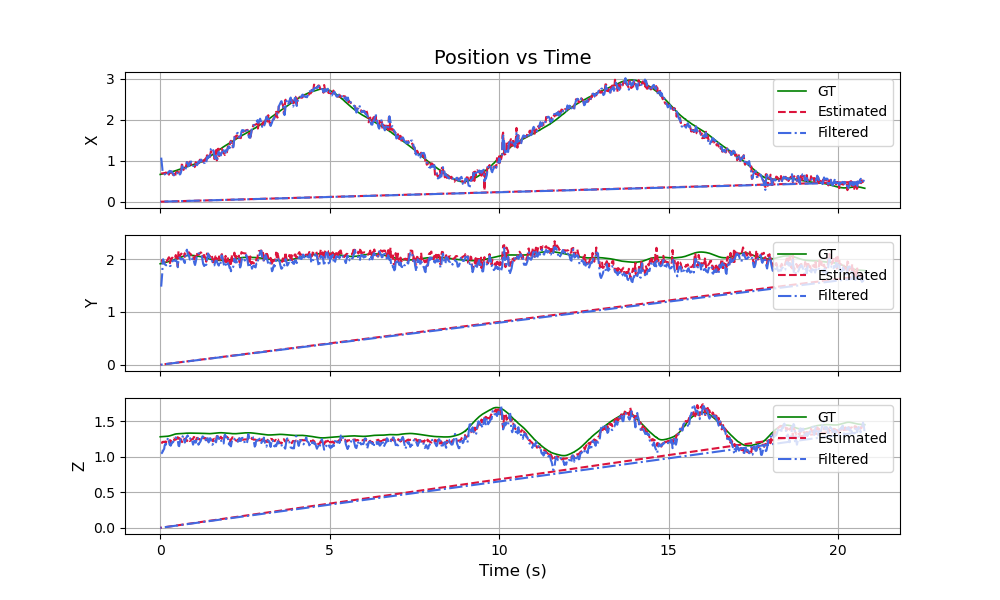 Position vs Time
X
3
2
1
0
GT
Estimated
Filtered
Y
2
1
0
GT
Estimated
Filtered
Z
1.5
1.0
0.5
0.0
GT
Estimated
Filtered
0 5 10 15 20
Time (s)